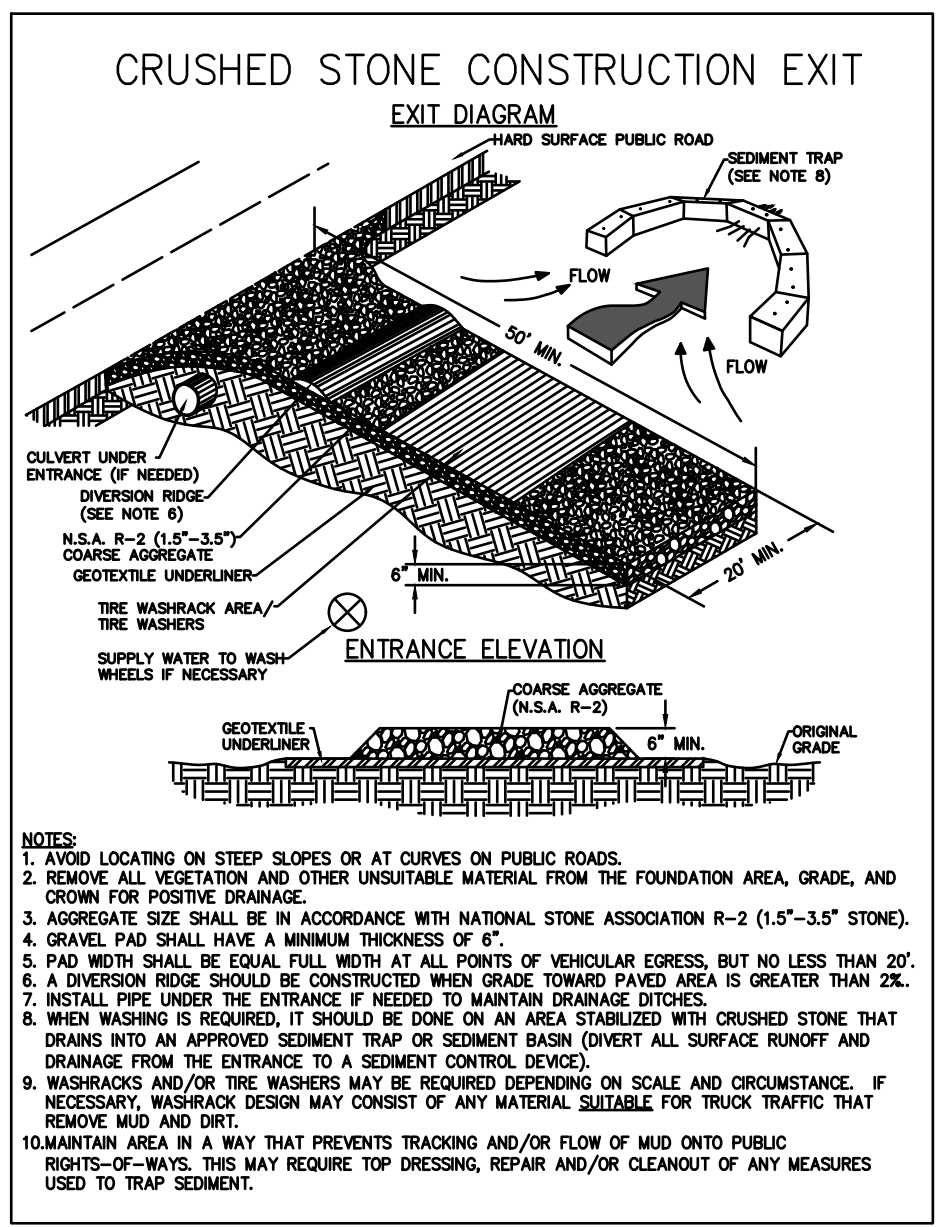 CRUSHED STONE CONSTRUCTION EXIT
EXIT DIAGRAM
HARD SURFACE PUBLIC ROAD
SEDIMENT TRAP
(SEE NOTE 8)
FLOW
50' MIN.
FLOW
CULVERT UNDER
ENTRANCE (IF NEEDED)
DIVERSION RIDGE
(SEE NOTE 6)
N.S.A. R-2 (1.5"-3.5")
COARSE AGGREGATE
GEOTEXTILE UNDERLINER
6" MIN.
20' MIN.
TIRE WASHRACK AREA/
TIRE WASHERS
SUPPLY WATER TO WASH
WHEELS IF NECESSARY
ENTRANCE ELEVATION
COARSE AGGREGATE
(N.S.A. R-2)
GEOTEXTILE
UNDERLINER
6" MIN.
ORIGINAL
GRADE
NOTES:
1. AVOID LOCATING ON STEEP SLOPES OR AT CURVES ON PUBLIC ROADS.
2. REMOVE ALL VEGETATION AND OTHER UNSUITABLE MATERIAL FROM THE FOUNDATION AREA, GRADE, AND
CROWN FOR POSITIVE DRAINAGE.
3. AGGREGATE SIZE SHALL BE IN ACCORDANCE WITH NATIONAL STONE ASSOCIATION R-2 (1.5"-3.5" STONE).
4. GRAVEL PAD SHALL HAVE A MINIMUM THICKNESS OF 6".
5. PAD WIDTH SHALL BE EQUAL FULL WIDTH AT ALL POINTS OF VEHICULAR EGRESS, BUT NO LESS THAN 20'.
6. A DIVERSION RIDGE SHOULD BE CONSTRUCTED WHEN GRADE TOWARD PAVED AREA IS GREATER THAN 2%..
7. INSTALL PIPE UNDER THE ENTRANCE IF NEEDED TO MAINTAIN DRAINAGE DITCHES.
8. WHEN WASHING IS REQUIRED, IT SHOULD BE DONE ON AN AREA STABILIZED WITH CRUSHED STONE THAT
DRAINS INTO AN APPROVED SEDIMENT TRAP OR SEDIMENT BASIN (DIVERT ALL SURFACE RUNOFF AND
DRAINAGE FROM THE ENTRANCE TO A SEDIMENT CONTROL DEVICE).
9. WASHRACKS AND/OR TIRE WASHERS MAY BE REQUIRED DEPENDING ON SCALE AND CIRCUMSTANCE. IF
NECESSARY, WASHRACK DESIGN MAY CONSIST OF ANY MATERIAL SUITABLE FOR TRUCK TRAFFIC THAT
REMOVE MUD AND DIRT.
10.MAINTAIN AREA IN A WAY THAT PREVENTS TRACKING AND/OR FLOW OF MUD ONTO PUBLIC
RIGHTS-OF-WAYS. THIS MAY REQUIRE TOP DRESSING, REPAIR AND/OR CLEANOUT OF ANY MEASURES
USED TO TRAP SEDIMENT.